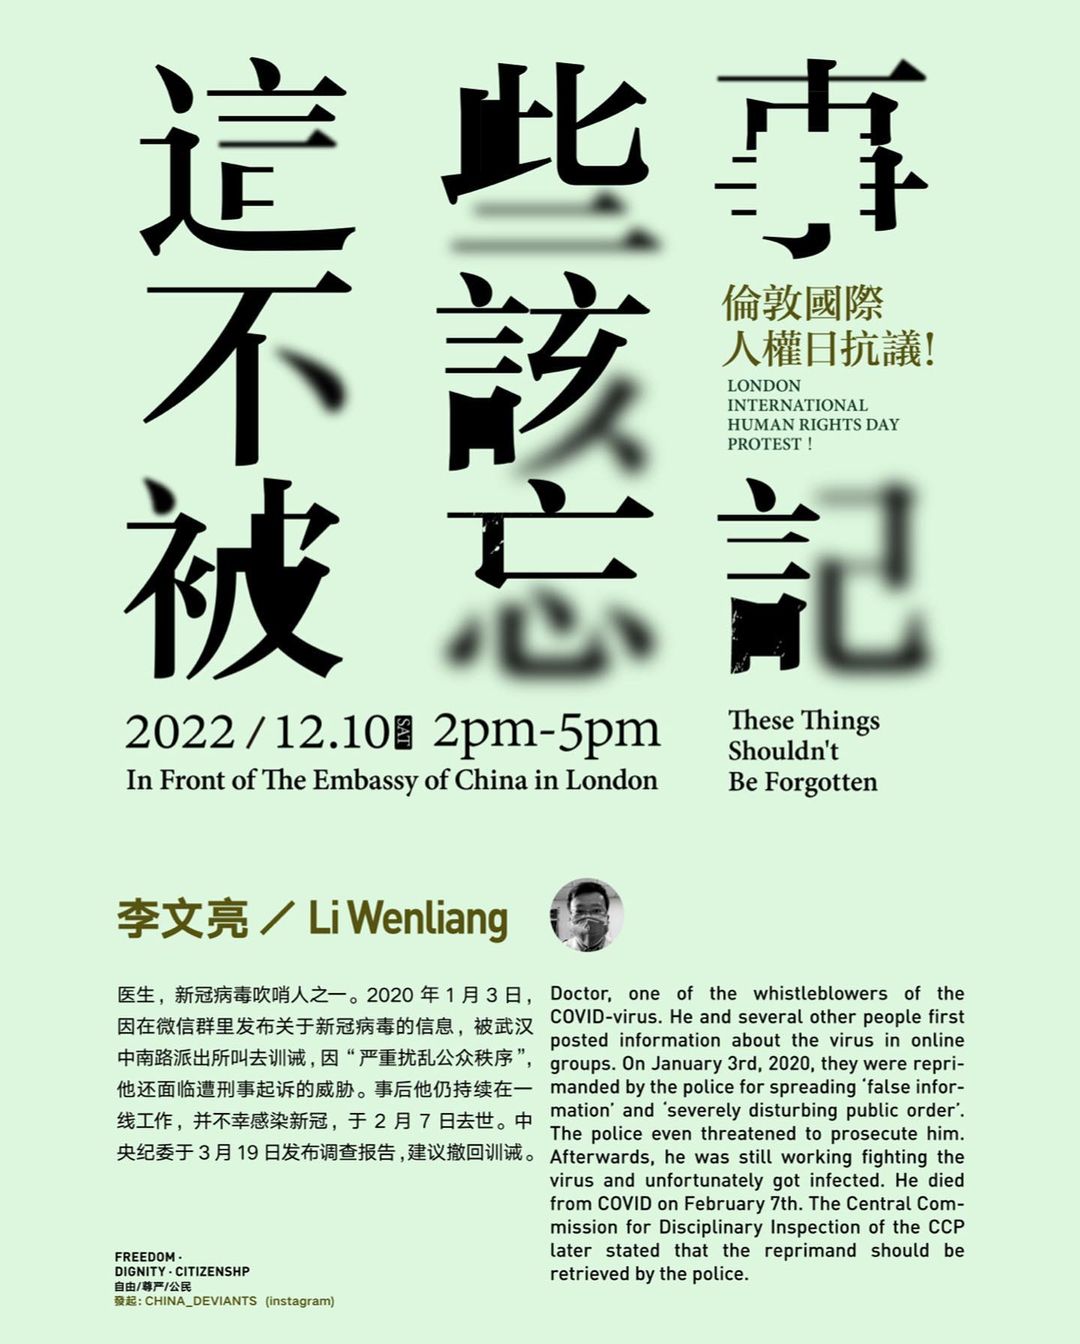 這些事
不該
被忘記
倫敦國際
人權日抗議!
LONDON
INTERNATIONAL
HUMAN RIGHTS DAY
PROTEST !
2022 / 12.10 SAT 2pm-5pm
In Front of The Embassy of China in London
These Things
Shouldn't
Be Forgotten
李文亮 / Li Wenliang
医生，新冠病毒吹哨人之一。2020 年 1 月 3 日，
因在微信群里发布关于新冠病毒的信息，被武汉
中南路派出所叫去训诫，因“严重扰乱公众秩序”，
他还面临遭刑事起诉的威胁。事后他仍持续在一
线工作，并不幸感染新冠，于 2 月 7 日去世。中
央纪委于 3 月 19 日发布调查报告，建议撤回训诫。
Doctor, one of the whistleblowers of the
COVID-virus. He and several other people first
posted information about the virus in online
groups. On January 3rd, 2020, they were repri-
manded by the police for spreading ‘false infor-
mation’ and ‘severely disturbing public order’.
The police even threatened to prosecute him.
Afterwards, he was still working fighting the
virus and unfortunately got infected. He died
from COVID on February 7th. The Central Com-
mission for Disciplinary Inspection of the CCP
later stated that the reprimand should be
retrieved by the police.
FREEDOM ·
DIGNITY · CITIZENSHP
自由/尊严/公民
發起: CHINA_DEVIANTS (instagram)